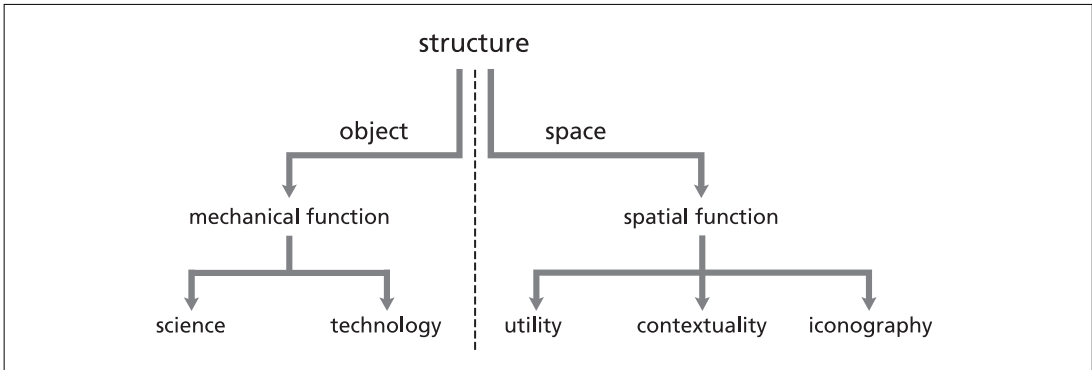 structure
object
space
mechanical function
spatial function
science
technology
utility
contextuality
iconography